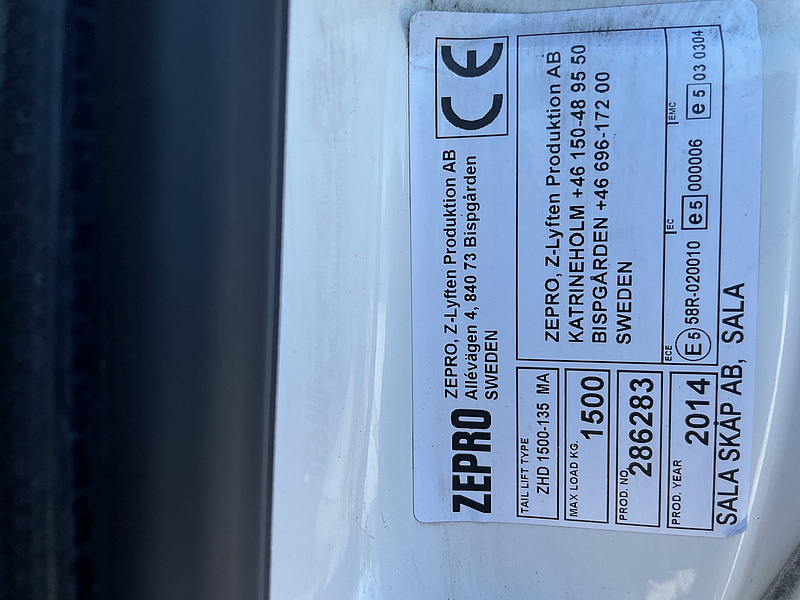 ZEPRO
ZEPRO, Z-Lyften Produktion AB
Allévägen 4, 840 73 Bispgården
SWEDEN
CE
TAIL LIFT TYPE
ZHD 1500-135 MA
MAX LOAD KG.
1500
PROD. NO.
286283
PROD. YEAR
2014
ZEPRO, Z-Lyften Produktion AB
KATRINEHOLM +46 150-48 95 50
BISPGÅRDEN +46 696-172 00
SWEDEN
ECE
E5 58R-020010
EC
e5 000006
EMC
e5 03 0304
SALA SKÅP AB, SALA